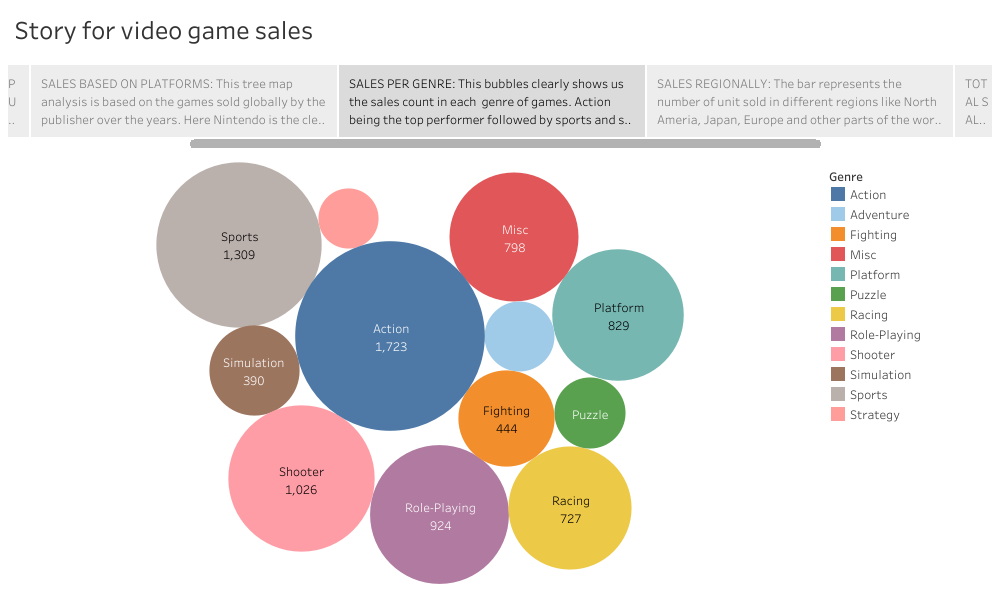 Story for video game sales
P
U
..
SALES BASED ON PLATFORMS: This tree map
analysis is based on the games sold globally by the
publisher over the years. Here Nintendo is the cle..
SALES PER GENRE: This bubbles clearly shows us
the sales count in each  genre of games. Action
being the top performer followed by sports and s..
SALES REGIONALLY: The bar represents the
number of unit sold in different regions like North
Ameria, Japan, Europe and other parts of the wor..
TOT
AL S
AL..
Sports
1,309
Misc
798
Platform
829
Action
1,723
Simulation
390
Fighting
444
Puzzle
Shooter
1,026
Role-Playing
924
Racing
727
Genre
Action
Adventure
Fighting
Misc
Platform
Puzzle
Racing
Role-Playing
Shooter
Simulation
Sports
Strategy